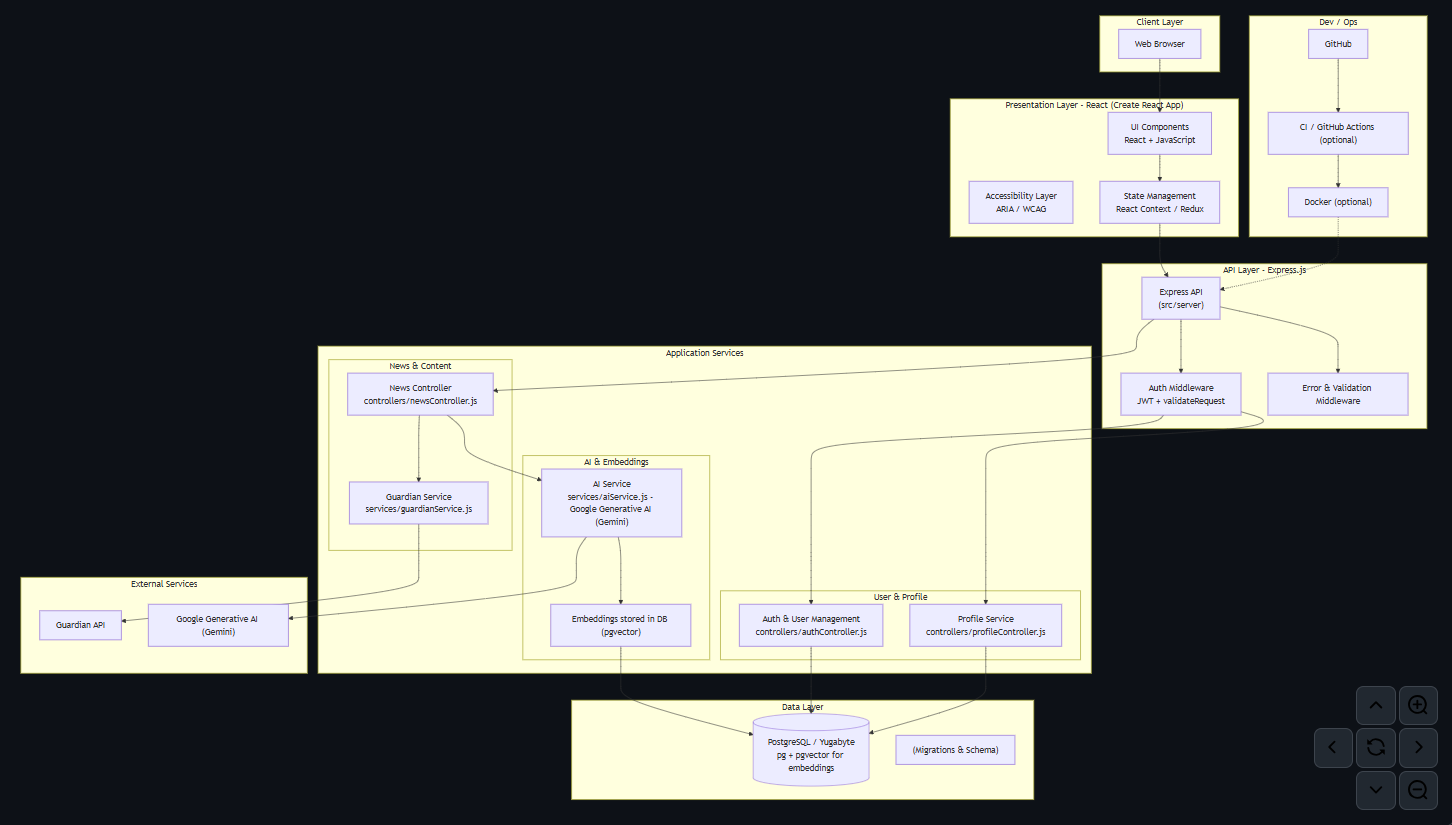 Client Layer
Web Browser
Dev / Ops
GitHub
CI / GitHub Actions
(optional)
Docker (optional)
Presentation Layer - React (Create React App)
UI Components
React + JavaScript
Accessibility Layer
ARIA / WCAG
State Management
React Context / Redux
API Layer - Express.js
Express API
(src/server)
Auth Middleware
JWT + validateRequest
Error & Validation
Middleware
Application Services
News & Content
News Controller
controllers/newsController.js
Guardian Service
services/guardianService.js
AI & Embeddings
AI Service
services/aiService.js -
Google Generative AI
(Gemini)
Embeddings stored in DB
(pgvector)
User & Profile
Auth & User Management
controllers/authController.js
Profile Service
controllers/profileController.js
External Services
Guardian API
Google Generative AI
(Gemini)
Data Layer
PostgreSQL / Yugabyte
pg + pgvector for
embeddings
(Migrations & Schema)